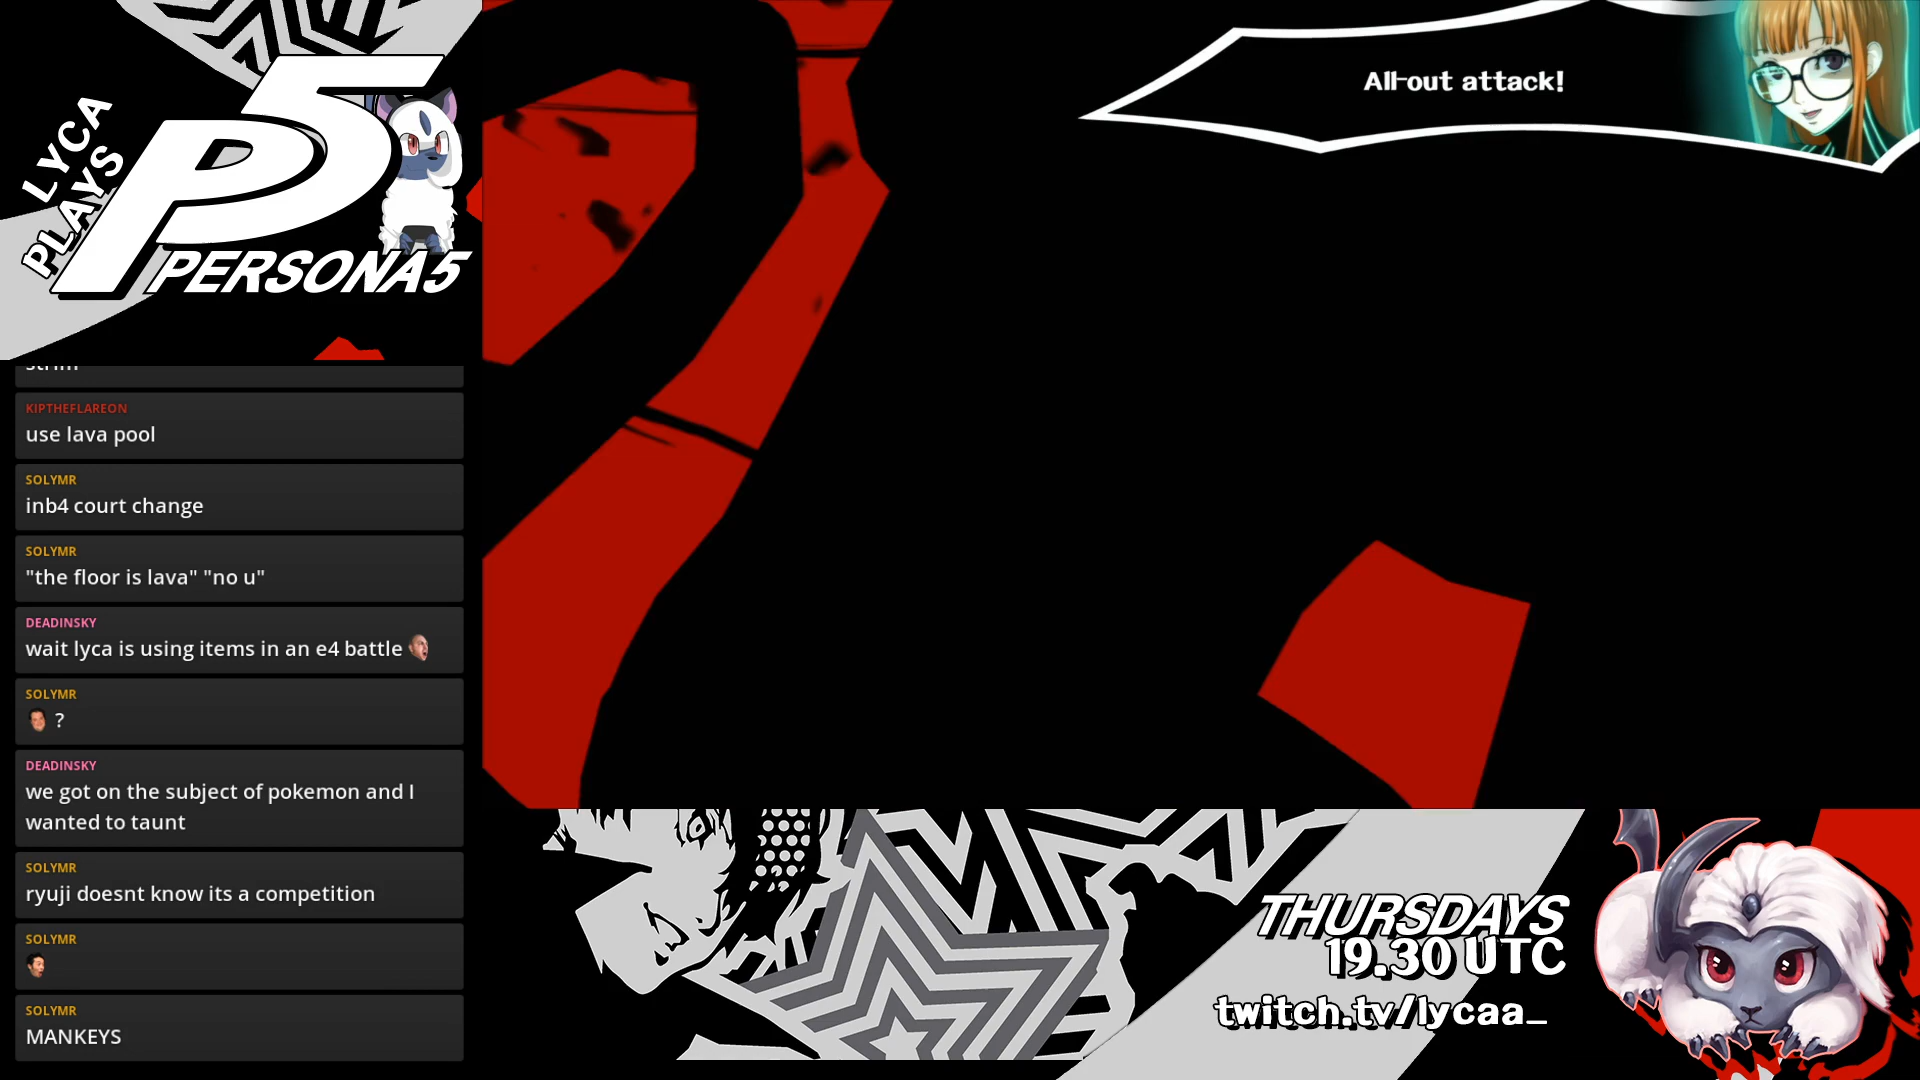 LYCA
PLAYS
P5
PERSONA5
All-out attack!
KIPTHEFLAREON
use lava pool
SOLYMR
inb4 court change
SOLYMR
"the floor is lava" "no u"
DEADINSKY
wait lyca is using items in an e4 battle
SOLYMR
?
DEADINSKY
we got on the subject of pokemon and I
wanted to taunt
SOLYMR
ryuji doesnt know its a competition
SOLYMR
SOLYMR
MANKEYS
THURSDAYS
19.30 UTC
twitch.tv/lycaa_